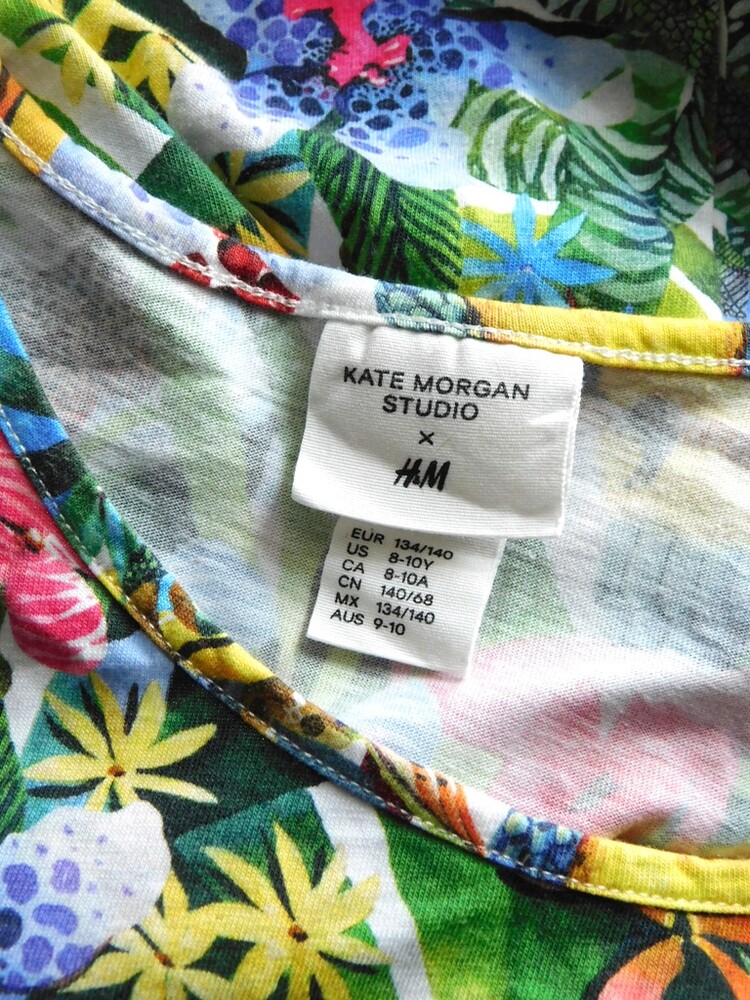 KATE MORGAN
STUDIO
×
H&M
EUR 134/140
US 8-10Y
CA 8-10A
CN 140/68
MX 134/140
AUS 9-10